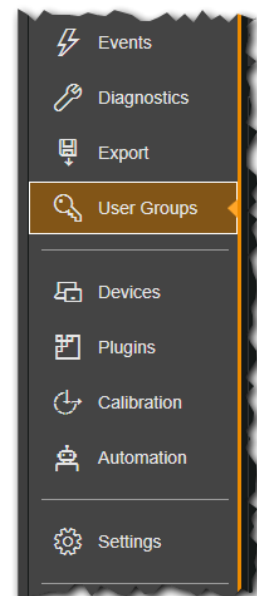 Events
Diagnostics
Export
User Groups
Devices
Plugins
Calibration
Automation
Settings